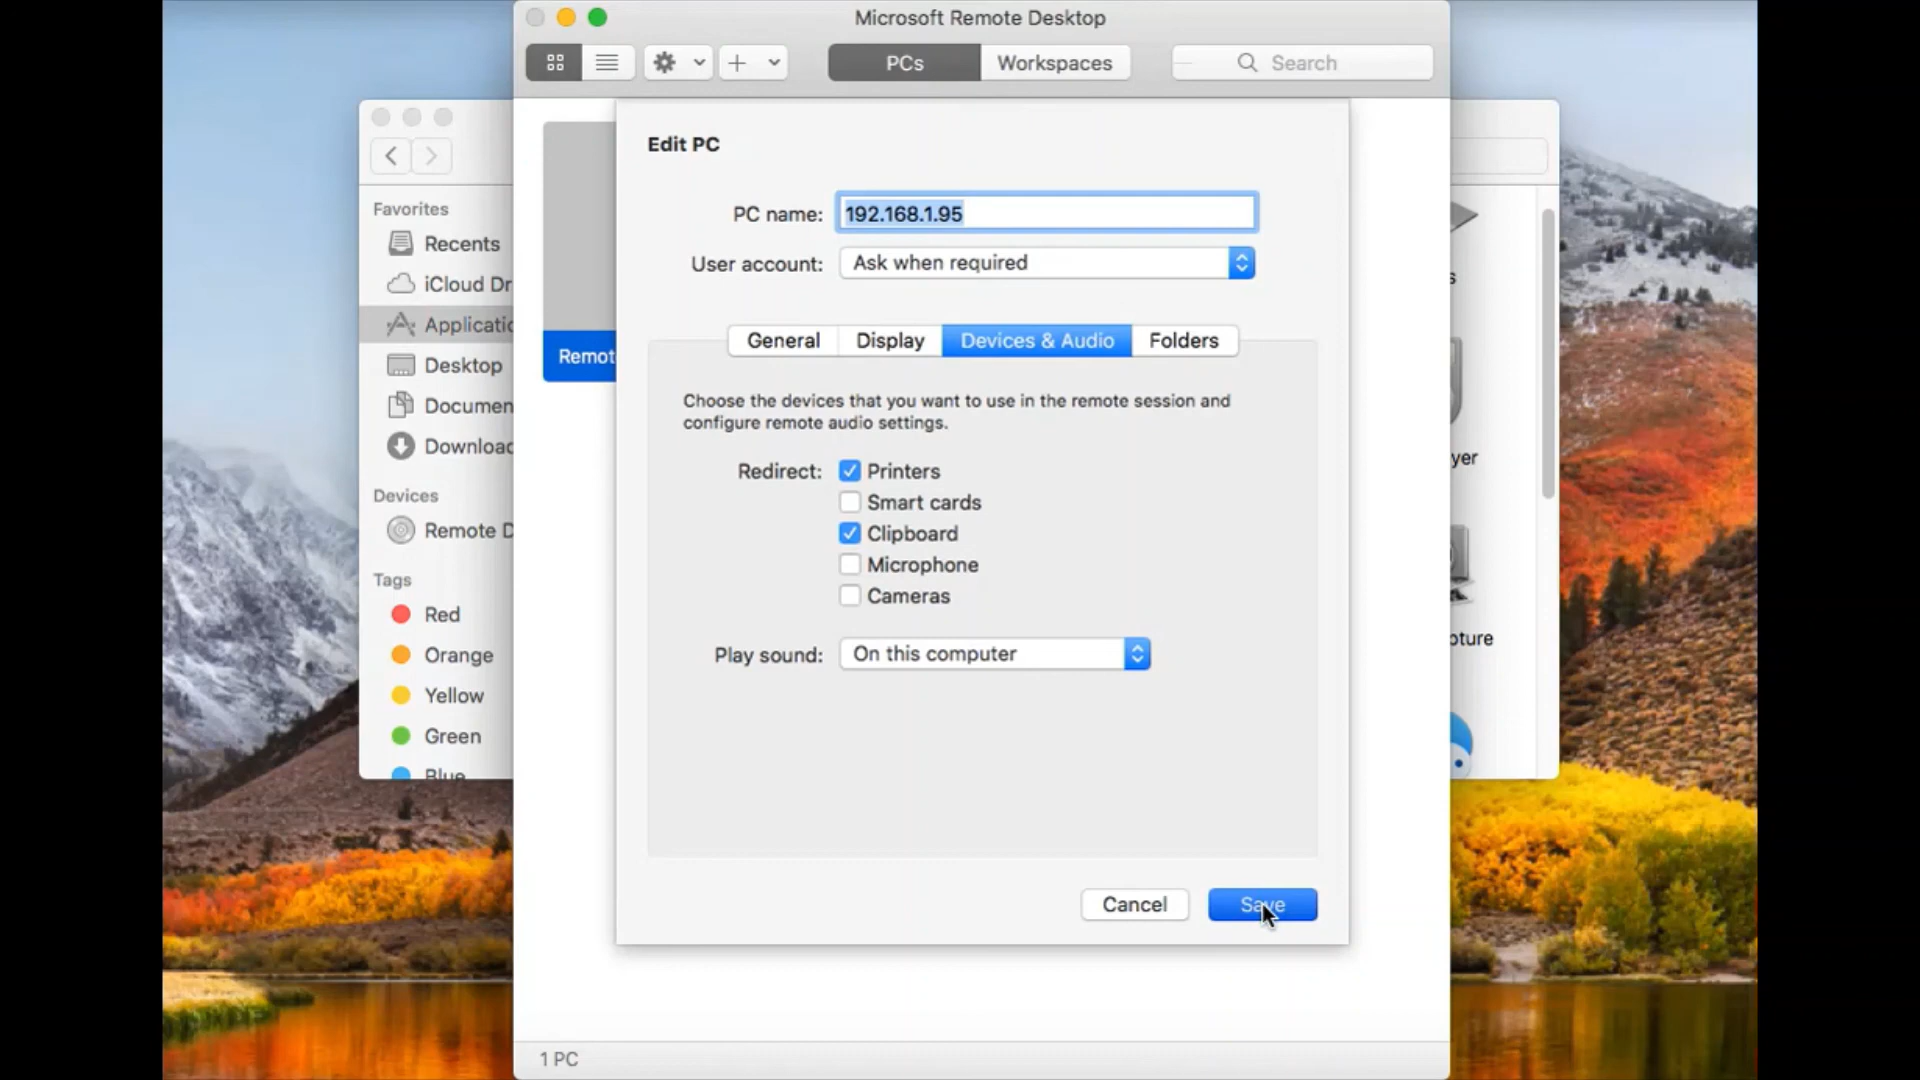 Microsoft Remote Desktop
PCs
Workspaces
Search
Favorites
Recents
iCloud Dr
Applicatio
Desktop
Documen
Downloac
Devices
Remote D
Tags
Red
Orange
Yellow
Green
Blue
Remot
Edit PC
PC name: 192.168.1.95
User account: Ask when required
General
Display
Devices & Audio
Folders
Choose the devices that you want to use in the remote session and
configure remote audio settings.
Redirect: Printers
Smart cards
Clipboard
Microphone
Cameras
Play sound: On this computer
Cancel
Save
s
yer
pture
1 PC